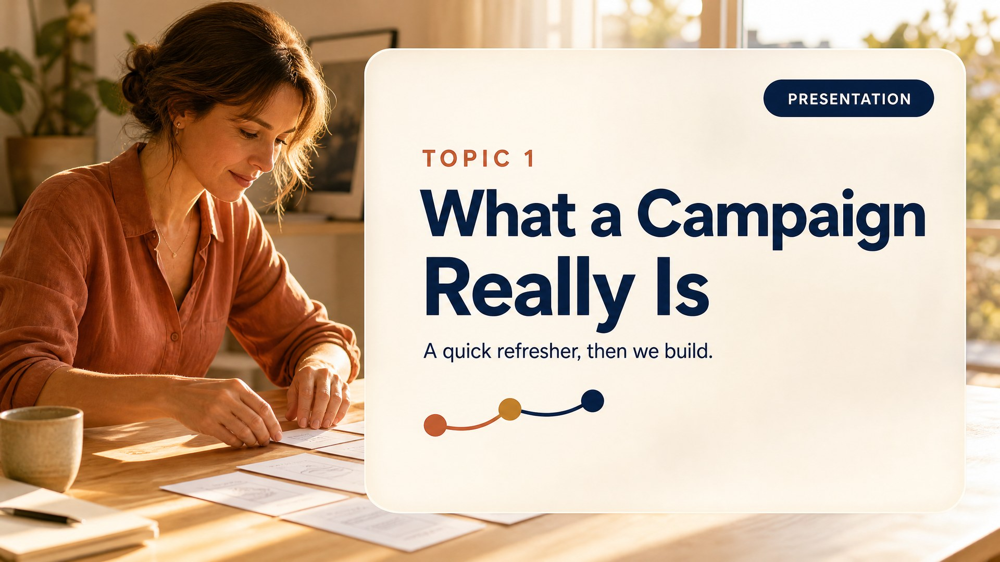 PRESENTATION
TOPIC 1
What a Campaign
Really Is
A quick refresher, then we build.